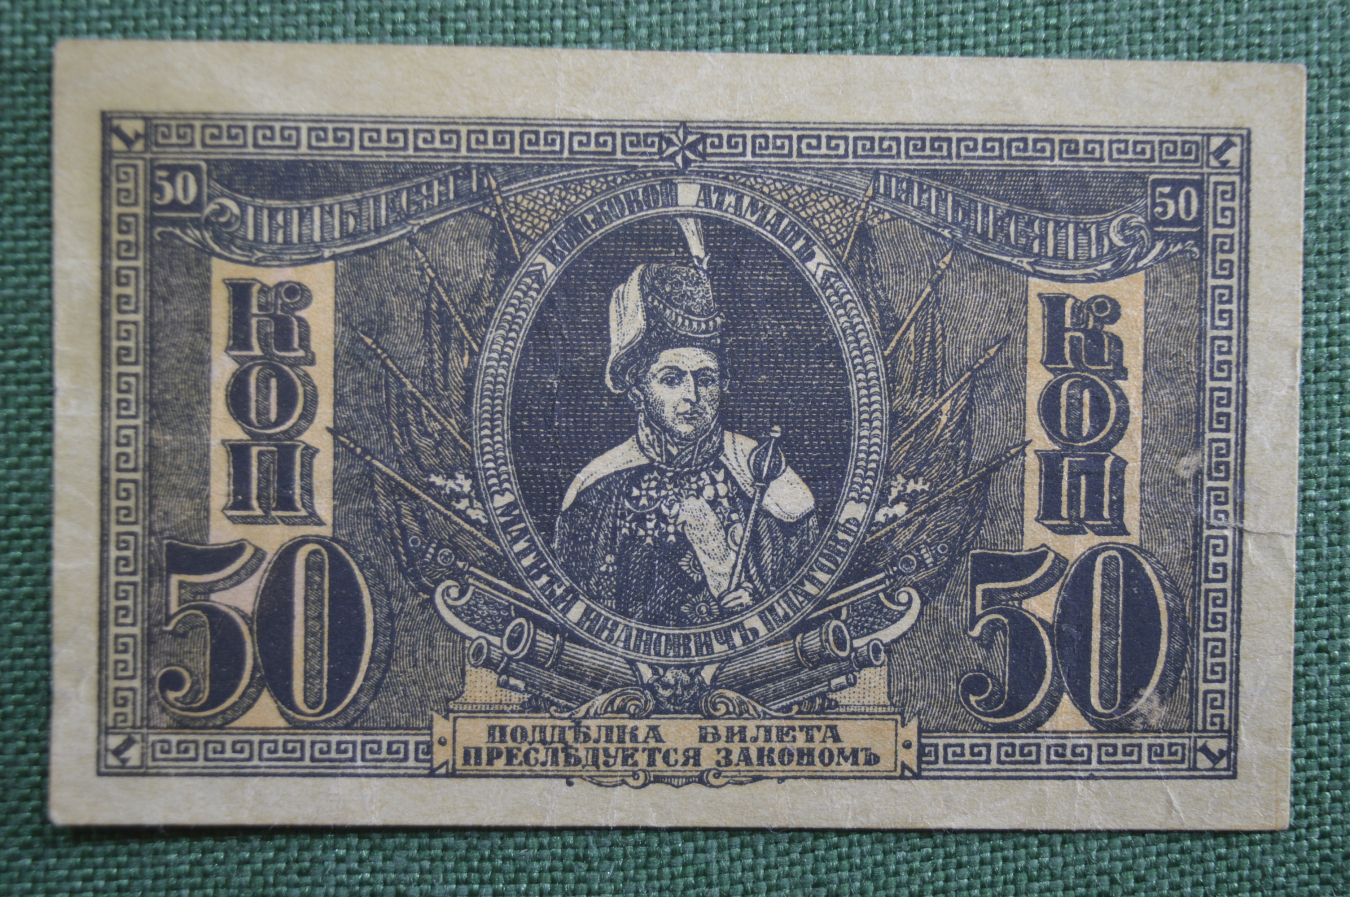 50
ПЯТЬДЕСЯТЪ
ВОЙСКОВОЙ АТАМАНЪ
ПЯТЬДЕСЯТЪ
50
КОП
50
МАТВѢЙ ИВАНОВИЧЪ ПЛАТОВЪ
КОП
50
ПОДДѢЛКА БИЛЕТА
ПРЕСЛѢДУЕТСЯ ЗАКОНОМЪ